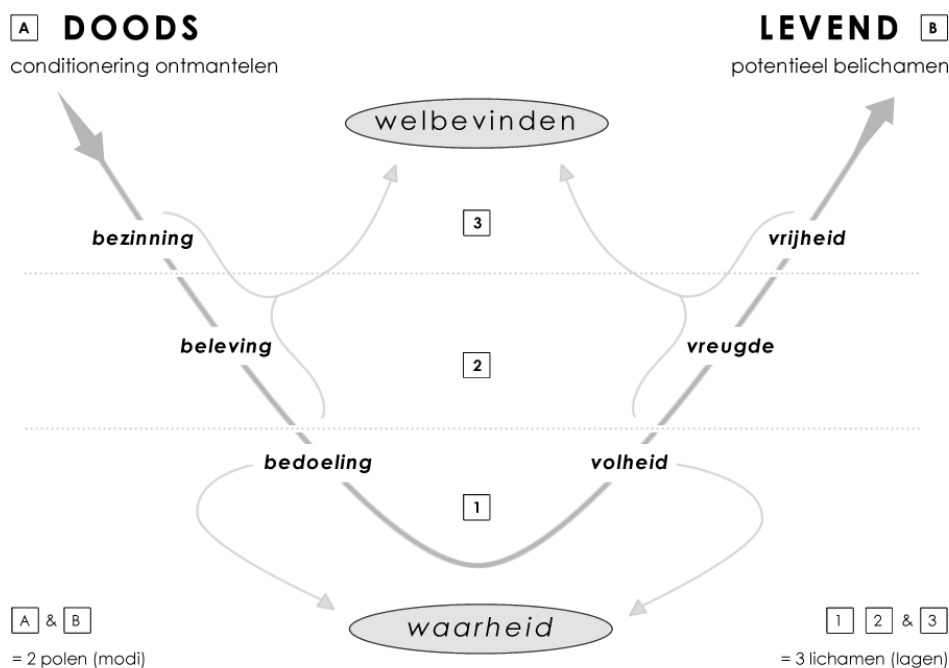 A DOODS
conditionering ontmantelen
LEVEND B
potentieel belichamen
welbevinden
3
bezinning
vrijheid
beleving
vreugde
2
bedoeling
volheid
1
waarheid
A & B
= 2 polen (modi)
1 2 & 3
= 3 lichamen (lagen)